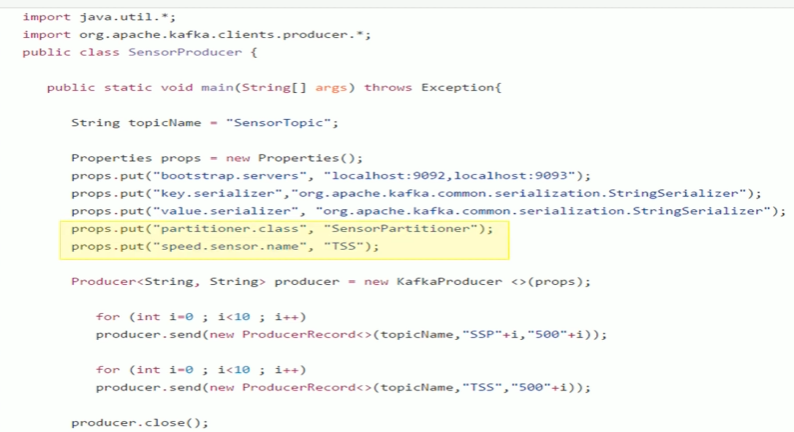 import java.util.*;
import org.apache.kafka.clients.producer.*;
public class SensorProducer {
public static void main(String[] args) throws Exception{
String topicName = "SensorTopic";
Properties props = new Properties();
props.put("bootstrap.servers", "localhost:9092,localhost:9093");
props.put("key.serializer","org.apache.kafka.common.serialization.StringSerializer");
props.put("value.serializer", "org.apache.kafka.common.serialization.StringSerializer");
props.put("partitioner.class", "SensorPartitioner");
props.put("speed.sensor.name", "TSS");
Producer<String, String> producer = new KafkaProducer <>(props);
for (int i=0 ; i<10 ; i++)
producer.send(new ProducerRecord<>(topicName,"SSP"+i,"500"+i));
for (int i=0 ; i<10 ; i++)
producer.send(new ProducerRecord<>(topicName,"TSS","500"+i));
producer.close();